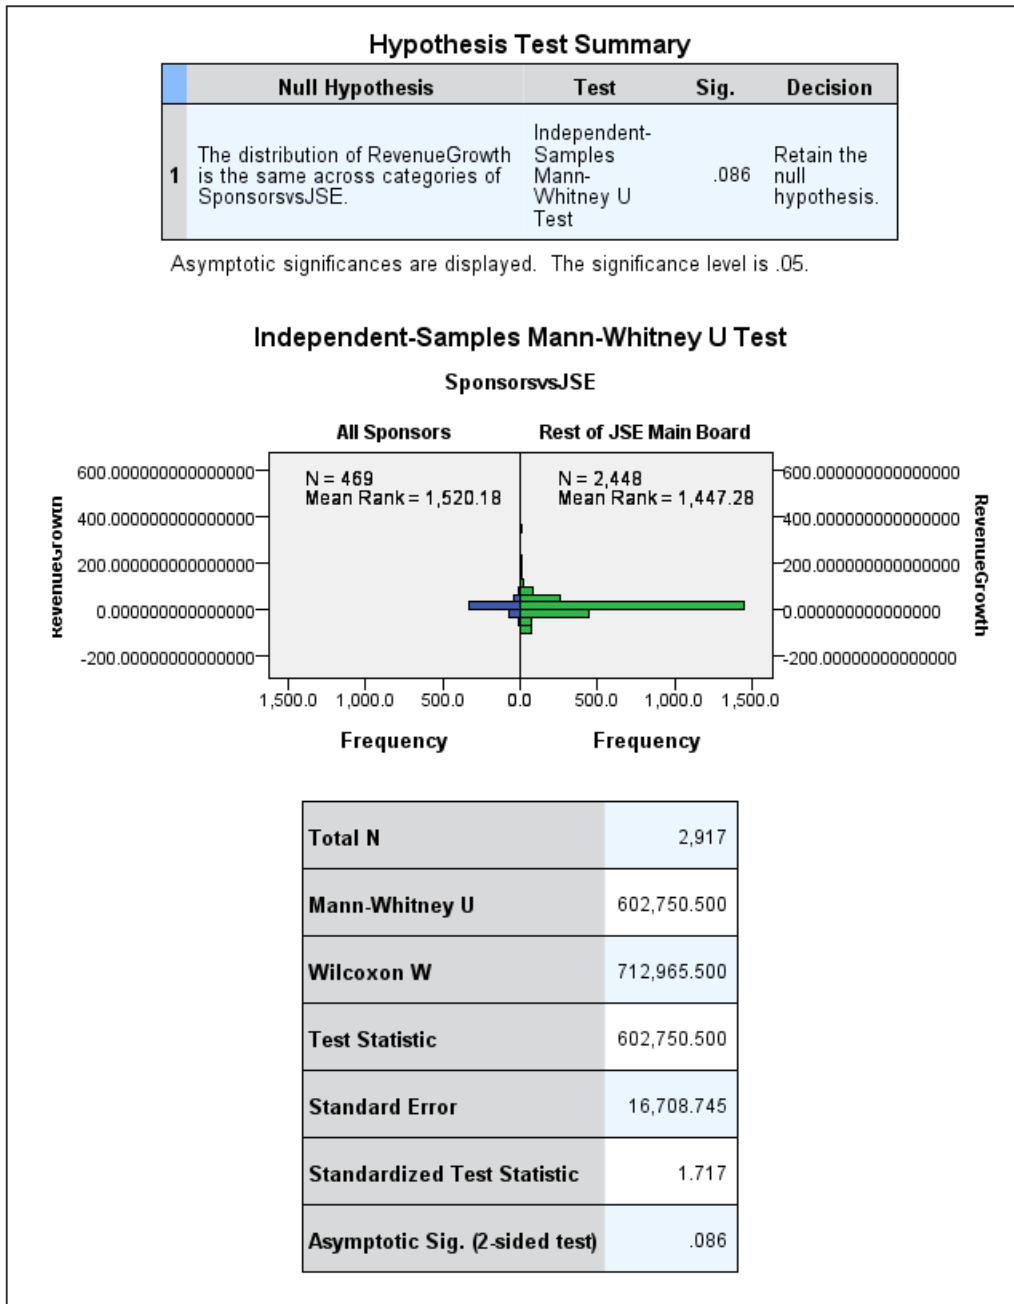 Hypothesis Test Summary
Null Hypothesis Test Sig. Decision
1 The distribution of RevenueGrowth is the same across categories of SponsorsvsJSE. Independent-Samples Mann-Whitney U Test .086 Retain the null hypothesis.
Asymptotic significances are displayed. The significance level is .05.
Independent-Samples Mann-Whitney U Test
SponsorsvsJSE
All Sponsors Rest of JSE Main Board
N = 469
Mean Rank = 1,520.18
N = 2,448
Mean Rank = 1,447.28
RevenueGrowth
600.000000000000000
400.000000000000000
200.000000000000000
0.000000000000000
-200.000000000000000
600.000000000000000
400.000000000000000
200.000000000000000
0.000000000000000
-200.000000000000000
RevenueGrowth
1,500.0 1,000.0 500.0 0.0 500.0 1,000.0 1,500.0
Frequency Frequency
Total N 2,917
Mann-Whitney U 602,750.500
Wilcoxon W 712,965.500
Test Statistic 602,750.500
Standard Error 16,708.745
Standardized Test Statistic 1.717
Asymptotic Sig. (2-sided test) .086